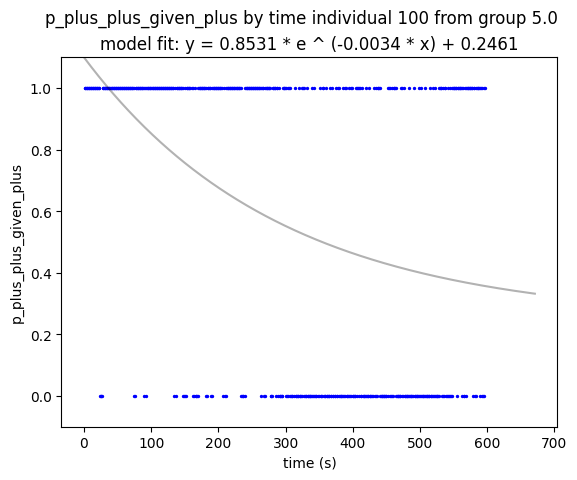 p_plus_plus_given_plus by time individual 100 from group 5.0
model fit: y = 0.8531 * e ^ (-0.0034 * x) + 0.2461
p_plus_plus_given_plus
1.0
0.8
0.6
0.4
0.2
0.0
0 100 200 300 400 500 600 700
time (s)